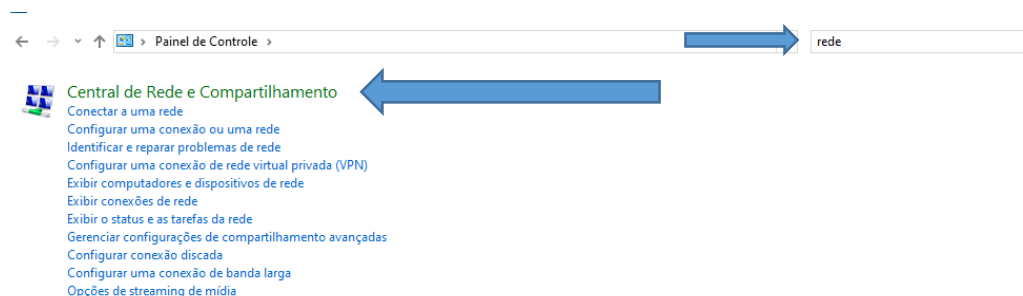 Painel de Controle
rede
Central de Rede e Compartilhamento
Conectar a uma rede
Configurar uma conexão ou uma rede
Identificar e reparar problemas de rede
Configurar uma conexão de rede virtual privada (VPN)
Exibir computadores e dispositivos de rede
Exibir conexões de rede
Exibir o status e as tarefas da rede
Gerenciar configurações de compartilhamento avançadas
Configurar conexão discada
Configurar uma conexão de banda larga
Opções de streaming de mídia